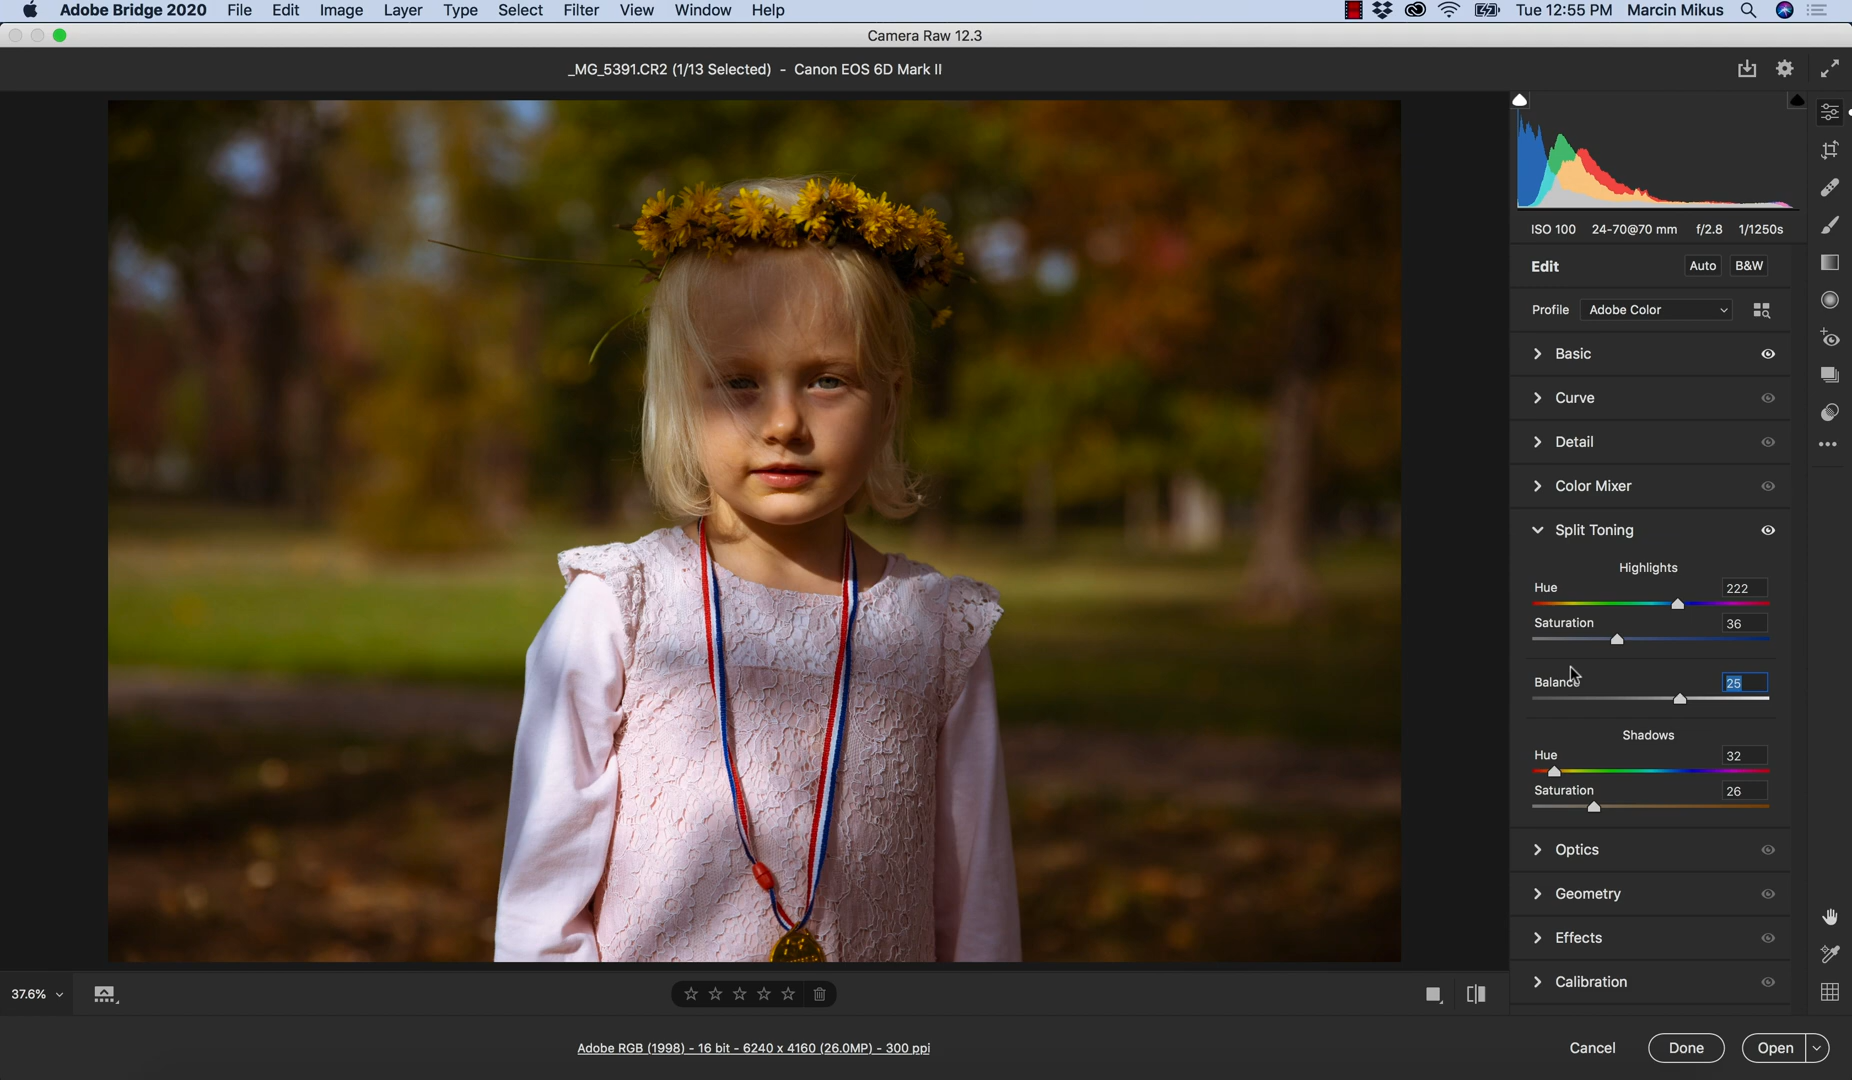 Adobe Bridge 2020 File Edit Image Layer Type Select Filter View Window Help Tue 12:55 PM Marcin Mikus
Camera Raw 12.3
_MG_5391.CR2 (1/13 Selected) - Canon EOS 6D Mark II
ISO 100 24-70@70 mm f/2.8 1/1250s
Edit Auto B&W
Profile Adobe Color
Basic
Curve
Detail
Color Mixer
Split Toning
Highlights
Hue 222
Saturation 36
Balance 25
Shadows
Hue 32
Saturation 26
Optics
Geometry
Effects
Calibration
37.6%
Adobe RGB (1998) - 16 bit - 6240 x 4160 (26.0MP) - 300 ppi
Cancel Done Open